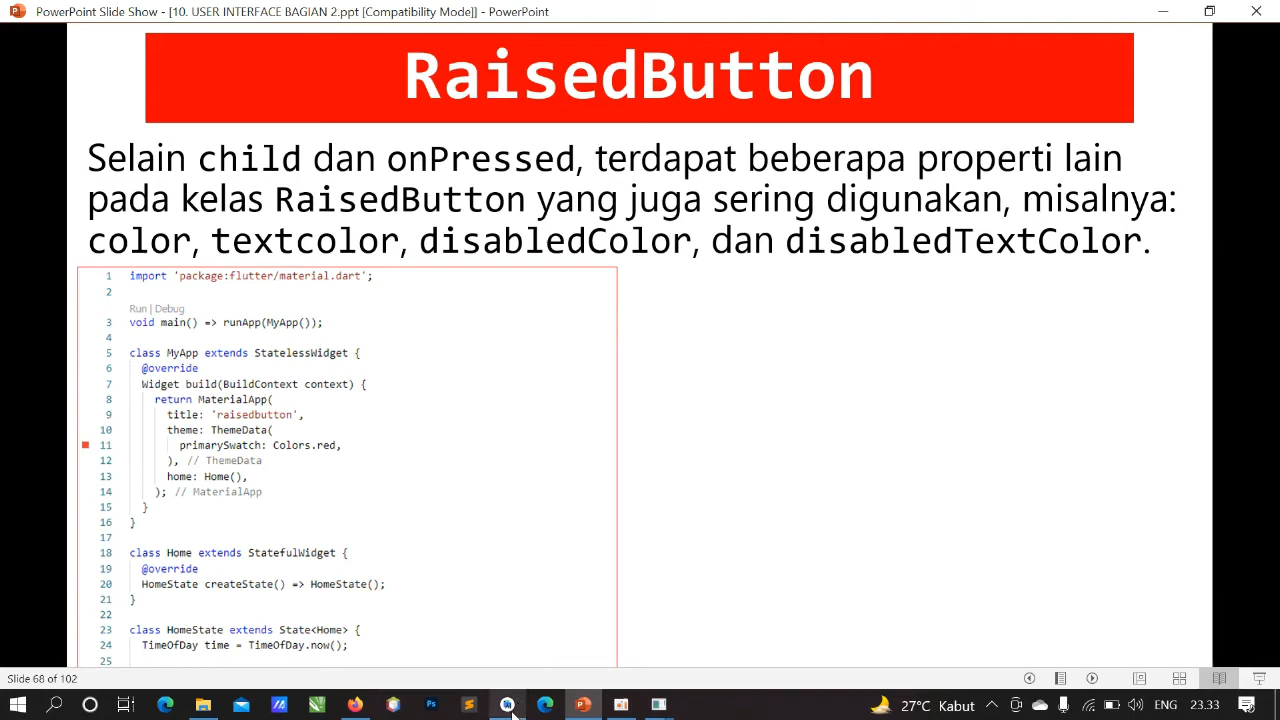 PowerPoint Slide Show - [10. USER INTERFACE BAGIAN 2.ppt [Compatibility Mode]] - PowerPoint
RaisedButton
Selain child dan onPressed, terdapat beberapa properti lain
pada kelas RaisedButton yang juga sering digunakan, misalnya:
color, textcolor, disabledColor, dan disabledTextColor.
1 import 'package:flutter/material.dart';
2
Run | Debug
3 void main() => runApp(MyApp());
4
5 class MyApp extends StatelessWidget {
6 @override
7 Widget build(BuildContext context) {
8 return MaterialApp(
9 title: 'raisedbutton',
10 theme: ThemeData(
11 primarySwatch: Colors.red,
12 ), // ThemeData
13 home: Home(),
14 ); // MaterialApp
15 }
16 }
17
18 class Home extends StatefulWidget {
19 @override
20 HomeState createState() => HomeState();
21 }
22
23 class HomeState extends State<Home> {
24 TimeOfDay time = TimeOfDay.now();
25
Slide 68 of 102
Ps
27°C Kabut ENG 23.33